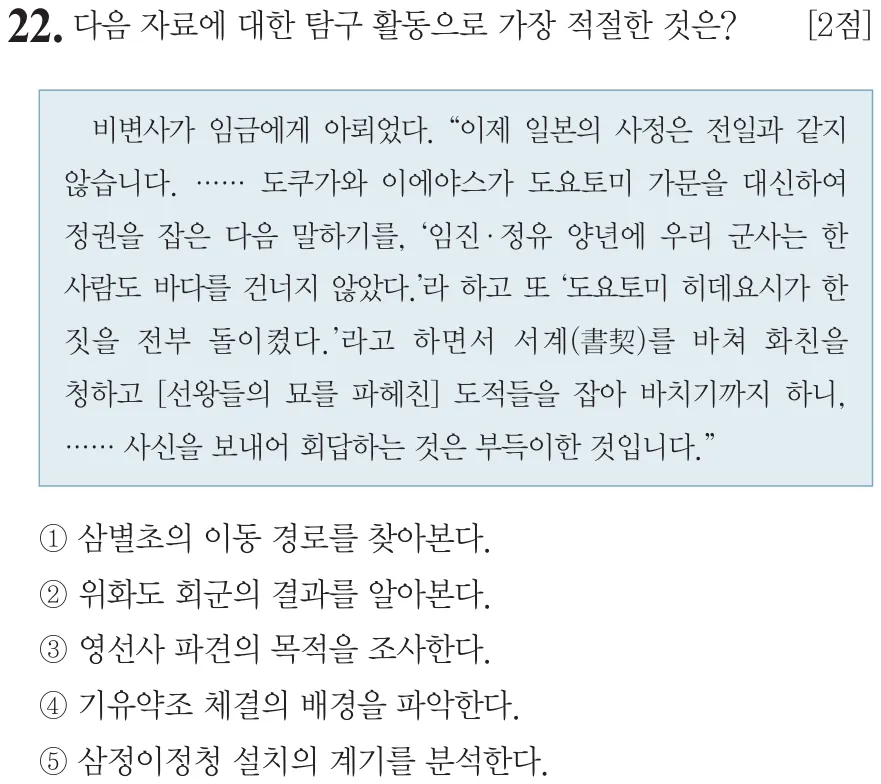 22. 다음 자료에 대한 탐구 활동으로 가장 적절한 것은? [2점]
비변사가 임금에게 아뢰었다. “이제 일본의 사정은 전일과 같지
않습니다. …… 도쿠가와 이에야스가 도요토미 가문을 대신하여
정권을 잡은 다음 말하기를, ‘임진·정유 양년에 우리 군사는 한
사람도 바다를 건너지 않았다.’라 하고 또 ‘도요토미 히데요시가 한
짓을 전부 돌이켰다.’라고 하면서 서계(書契)를 바쳐 화친을
청하고 [선왕들의 묘를 파헤친] 도적들을 잡아 바치기까지 하니,
…… 사신을 보내어 회답하는 것은 부득이한 것입니다.”
① 삼별초의 이동 경로를 찾아본다.
② 위화도 회군의 결과를 알아본다.
③ 영선사 파견의 목적을 조사한다.
④ 기유약조 체결의 배경을 파악한다.
⑤ 삼정이정청 설치의 계기를 분석한다.